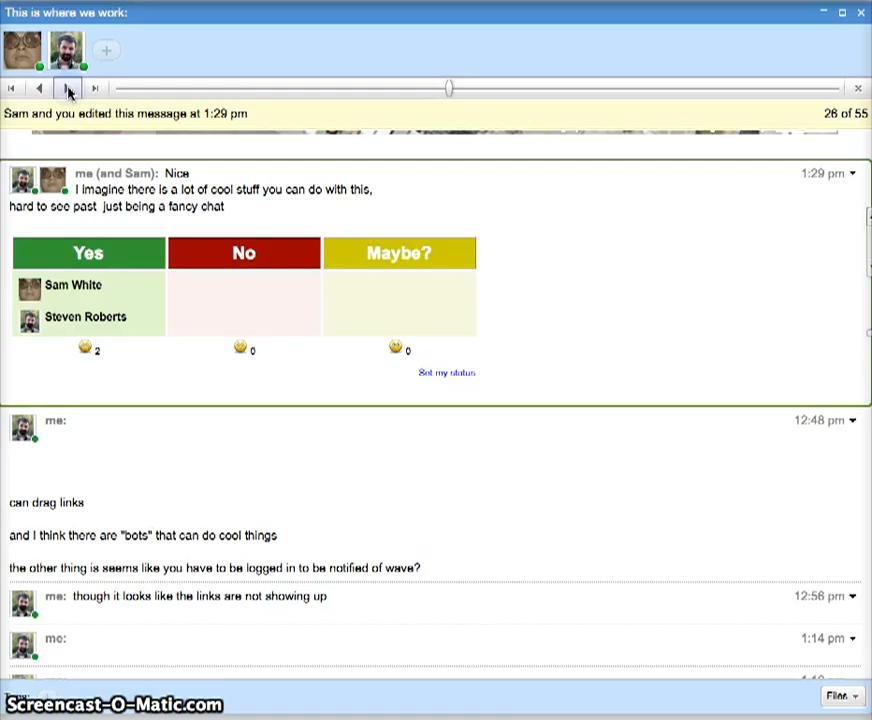 This is where we work:
Sam and you edited this message at 1:29 pm 26 of 55
me (and Sam): Nice 1:29 pm
I imagine there is a lot of cool stuff you can do with this,
hard to see past just being a fancy chat
Yes No Maybe?
Sam White
Steven Roberts
2 0 0
Set my status
me: 12:48 pm
can drag links
and I think there are "bots" that can do cool things
the other thing is seems like you have to be logged in to be notified of wave?
me: though it looks like the links are not showing up 12:56 pm
me: 1:14 pm
Files
Screencast-O-Matic.com